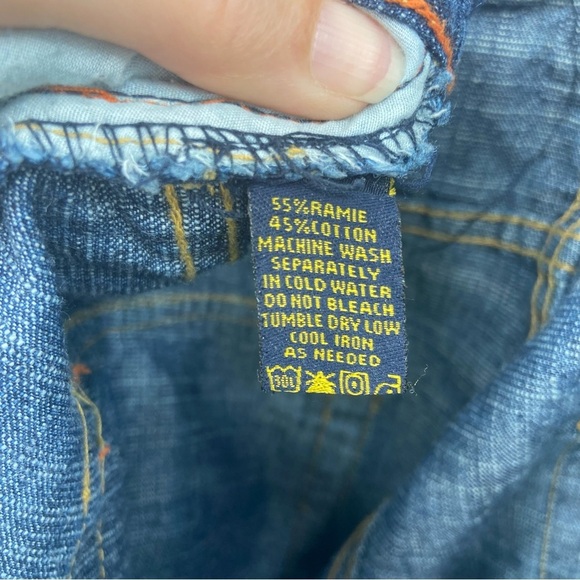 55%RAMIE
45%COTTON
MACHINE WASH
SEPARATELY
IN COLD WATER
DO NOT BLEACH
TUMBLE DRY LOW
COOL IRON
AS NEEDED